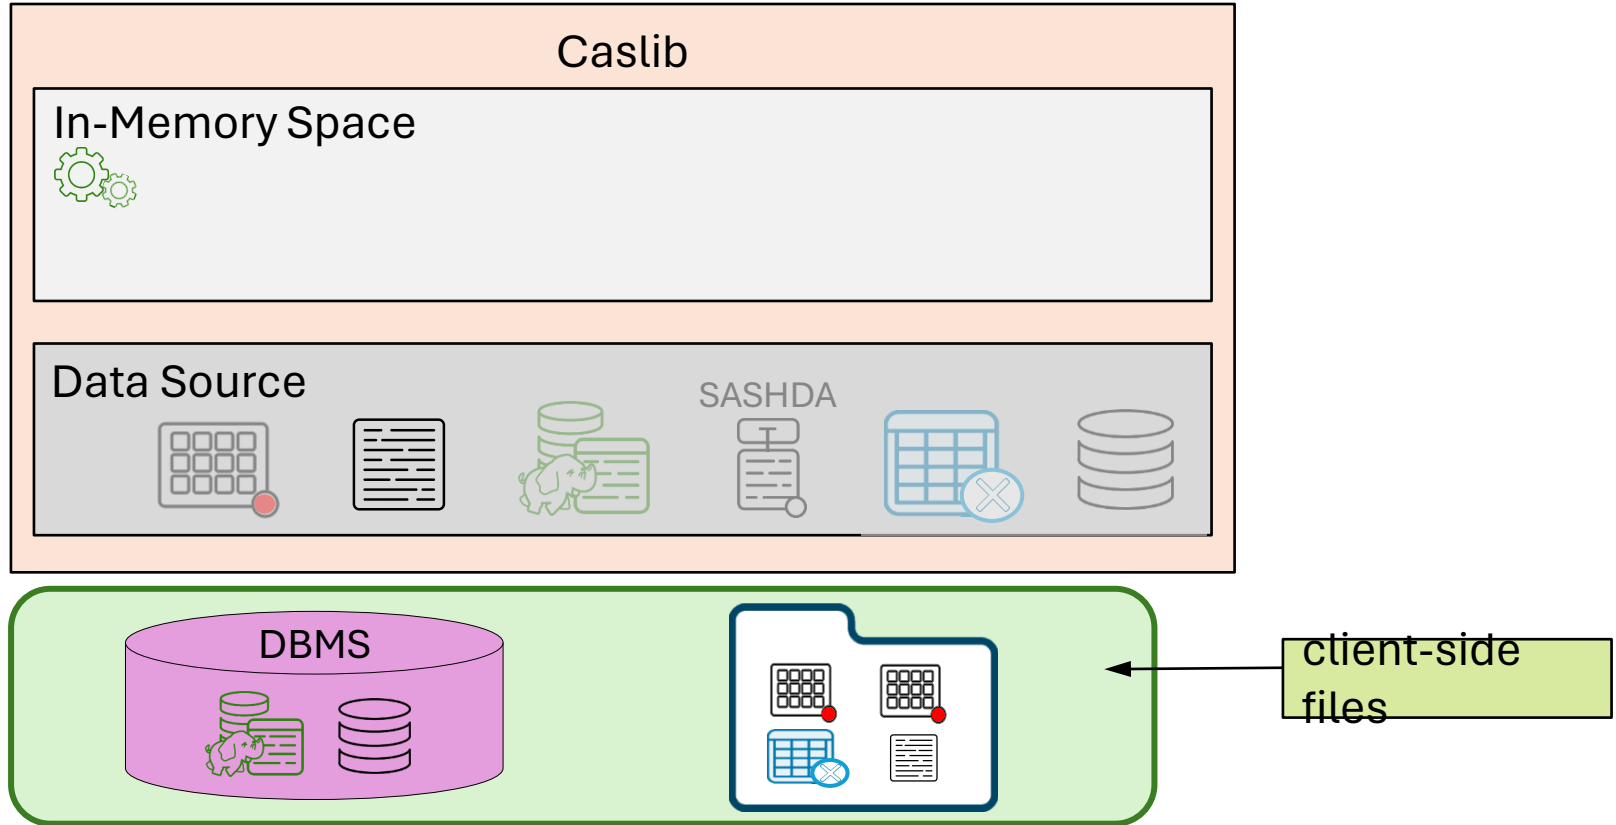 Caslib
In-Memory Space
Data Source
SASHDA
DBMS
client-side
files